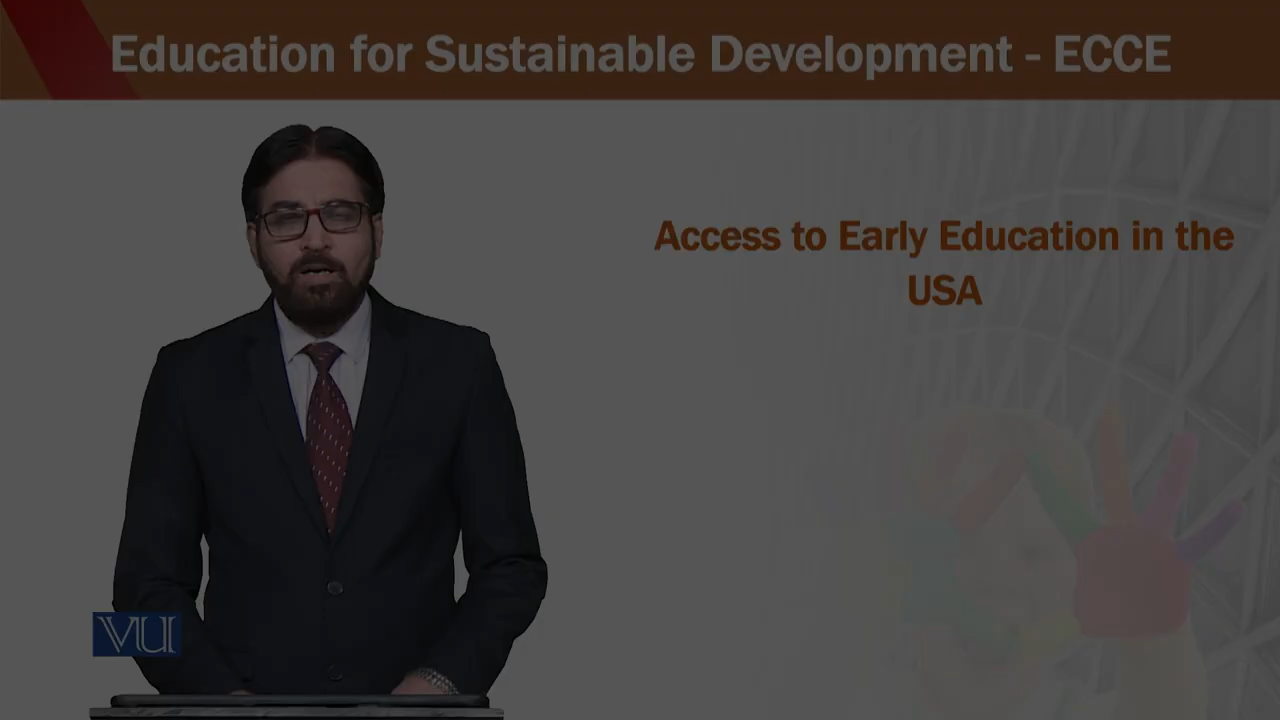 Education for Sustainable Development - ECCE
Access to Early Education in the
USA
VU